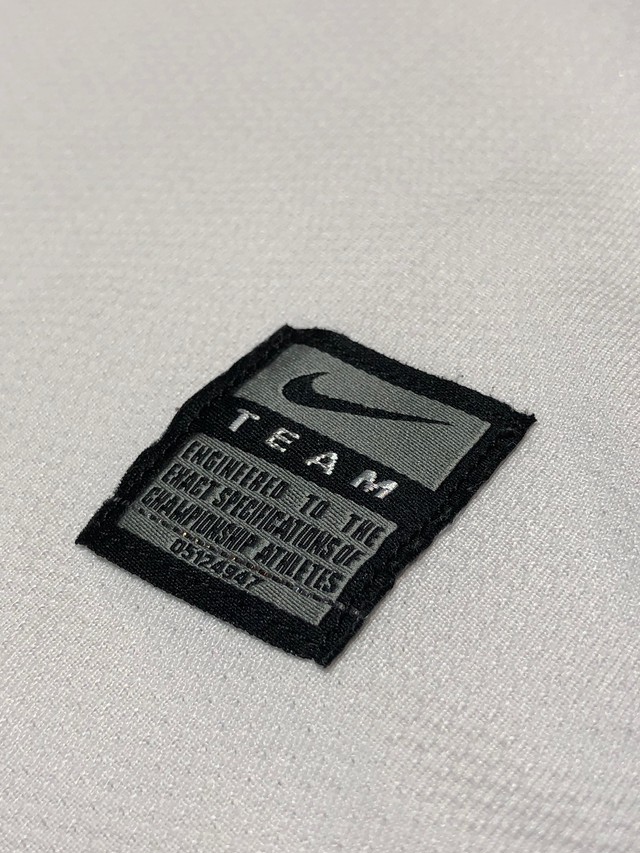 TEAM
ENGINEERED TO THE
EXACT SPECIFICATIONS OF
CHAMPIONSHIP ATHLETES
05124947